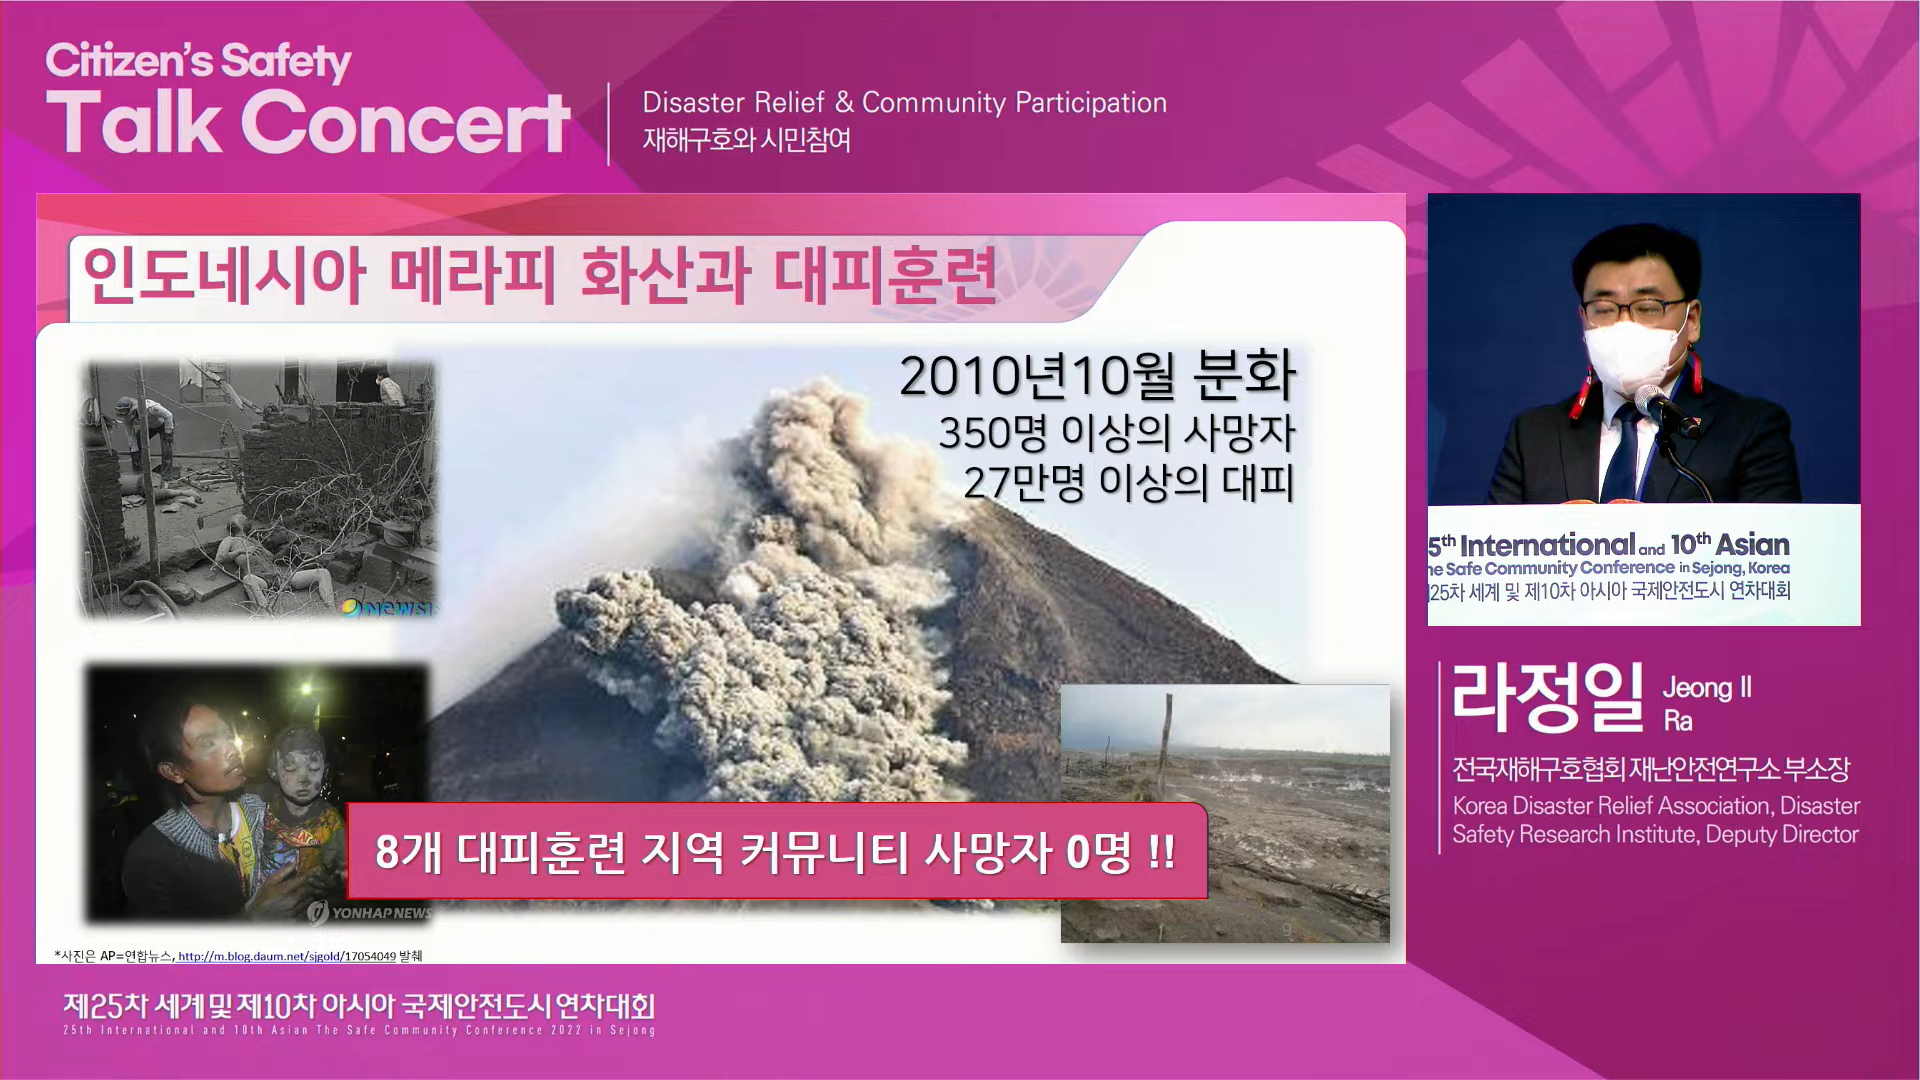 Citizen's Safety
Talk Concert
Disaster Relief & Community Participation
재해구호와 시민참여
인도네시아 메라피 화산과 대피훈련
2010년10월 분화
350명 이상의 사망자
27만명 이상의 대피
NEWSIS
YONHAP NEWS
8개 대피훈련 지역 커뮤니티 사망자 0명 !!
*사진은 AP=연합뉴스, http://m.blog.daum.net/sjgold/17054049 발췌
5th International and 10th Asian
he Safe Community Conference in Sejong, Korea
25차 세계 및 제10차 아시아 국제안전도시 연차대회
라정일 Jeong Il
Ra
전국재해구호협회 재난안전연구소 부소장
Korea Disaster Relief Association, Disaster
Safety Research Institute, Deputy Director
제25차 세계 및 제10차 아시아 국제안전도시 연차대회
25th International and 10th Asian The Safe Community Conference 2022 in Sejong